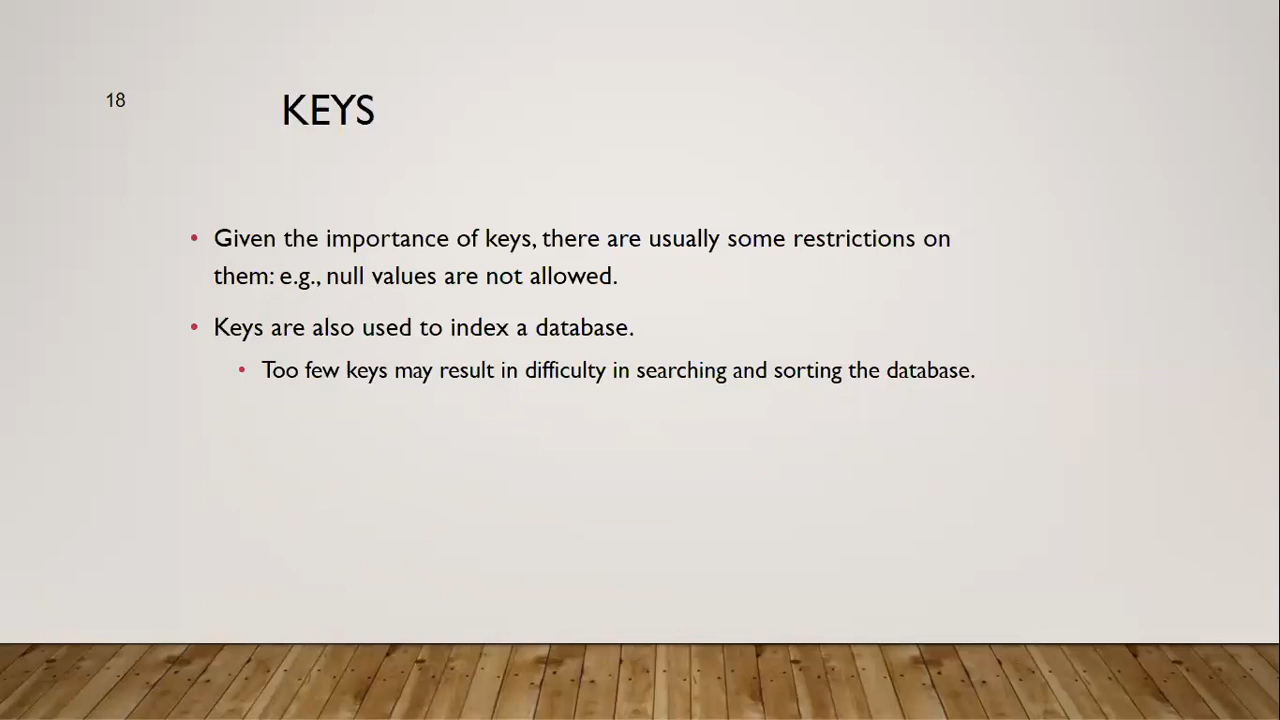 18
KEYS
• Given the importance of keys, there are usually some restrictions on
them: e.g., null values are not allowed.
• Keys are also used to index a database.
• Too few keys may result in difficulty in searching and sorting the database.